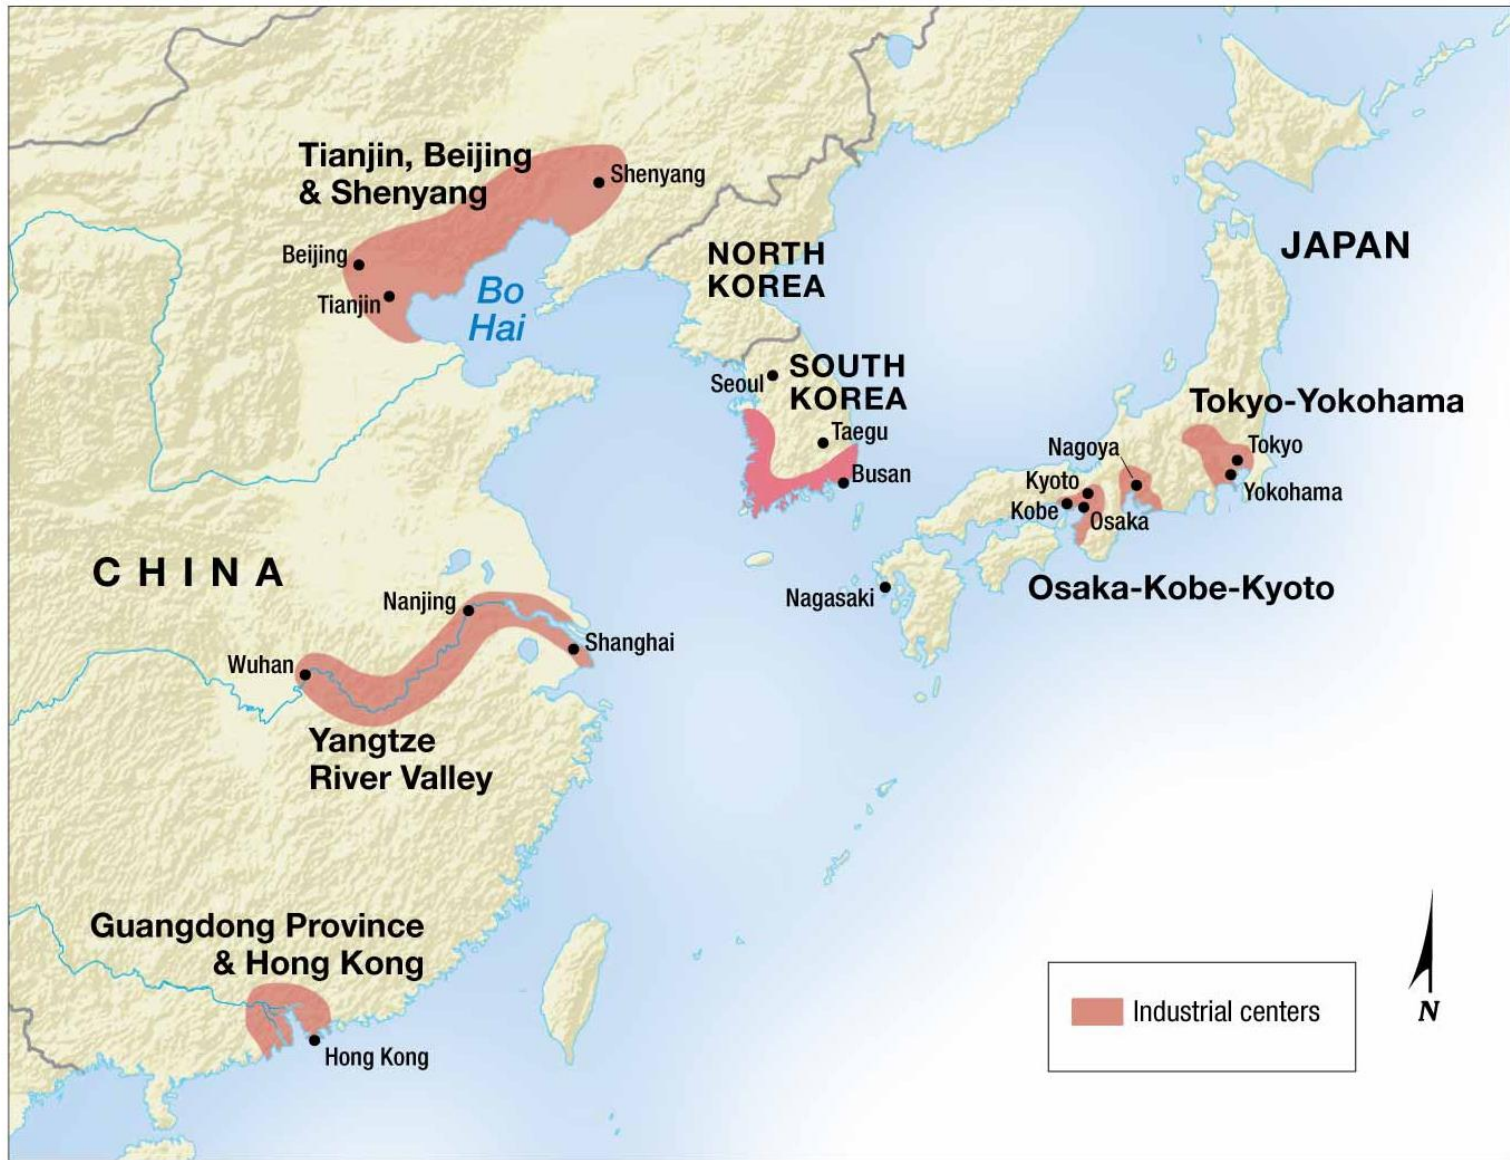 Tianjin, Beijing
& Shenyang
Shenyang
Beijing
Tianjin
Bo
Hai
NORTH
KOREA
JAPAN
SOUTH
KOREA
Seoul
Taegu
Busan
Tokyo-Yokohama
Nagoya
Tokyo
Kyoto
Yokohama
Kobe
Osaka
CHINA
Nagasaki
Osaka-Kobe-Kyoto
Nanjing
Shanghai
Wuhan
Yangtze
River Valley
Guangdong Province
& Hong Kong
Hong Kong
Industrial centers
N